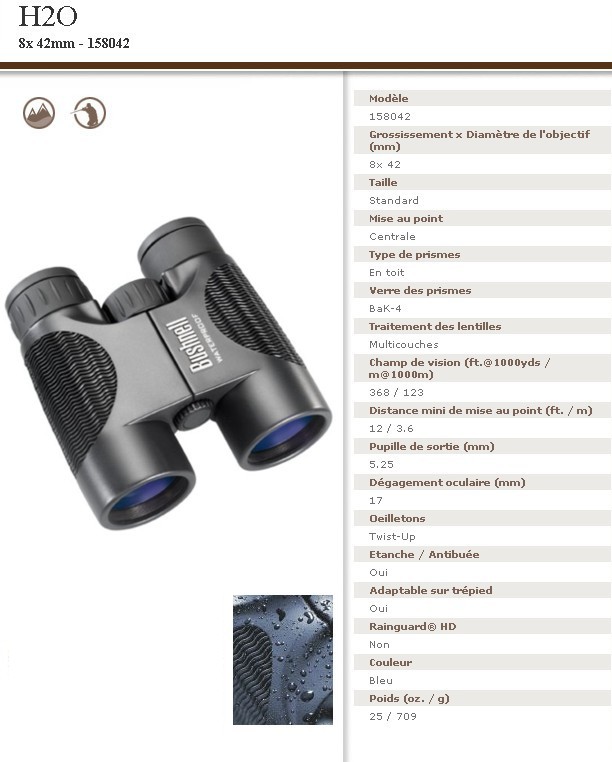 H2O
8x 42mm - 158042
Bushnell
WATERPROOF
Modèle
158042
Grossissement x Diamètre de l'objectif
(mm)
8x 42
Taille
Standard
Mise au point
Centrale
Type de prismes
En toit
Verre des prismes
BaK-4
Traitement des lentilles
Multicouches
Champ de vision (ft.@1000yds /
m@1000m)
368 / 123
Distance mini de mise au point (ft. / m)
12 / 3.6
Pupille de sortie (mm)
5.25
Dégagement oculaire (mm)
17
Oeilletons
Twist-Up
Etanche / Antibuée
Oui
Adaptable sur trépied
Oui
Rainguard® HD
Non
Couleur
Bleu
Poids (oz. / g)
25 / 709